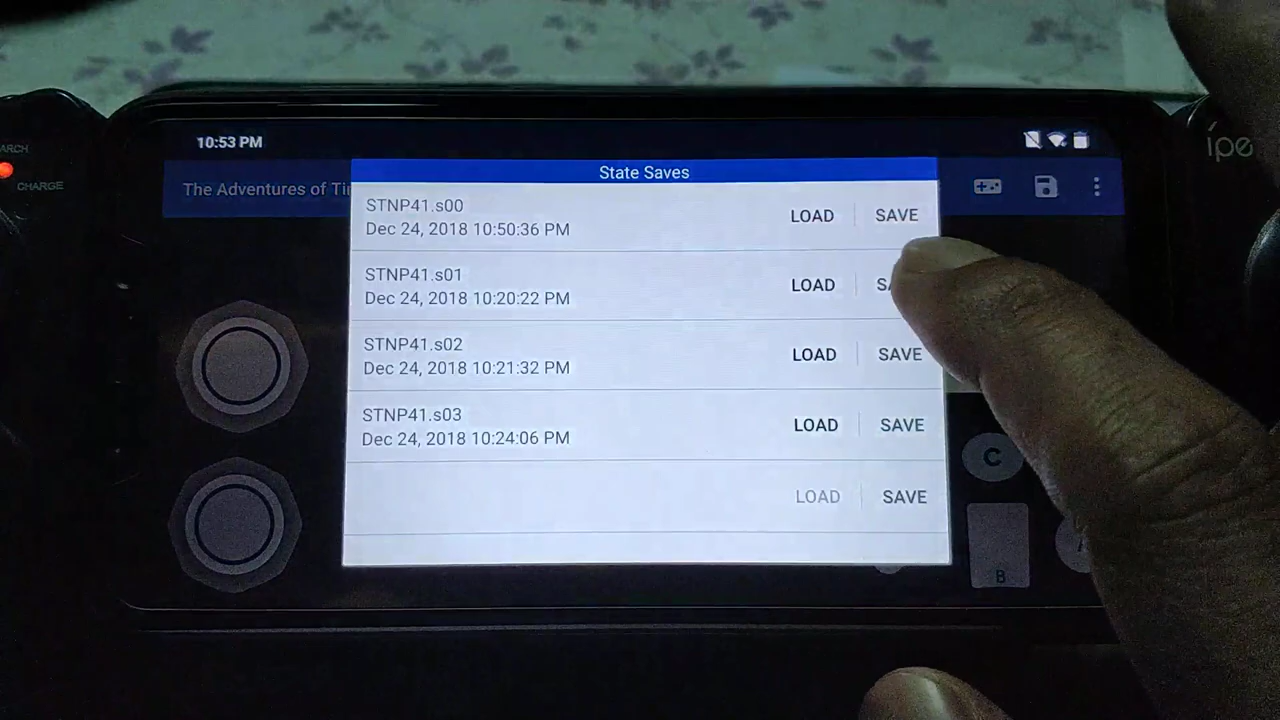 ARCH
CHARGE
10:53 PM
ípe
The Adventures of
State Saves
STNP41.s00
Dec 24, 2018 10:50:36 PM
LOAD
SAVE
STNP41.s01
Dec 24, 2018 10:20:22 PM
LOAD
STNP41.s02
Dec 24, 2018 10:21:32 PM
LOAD
SAVE
STNP41.s03
Dec 24, 2018 10:24:06 PM
LOAD
SAVE
LOAD
SAVE
C
B